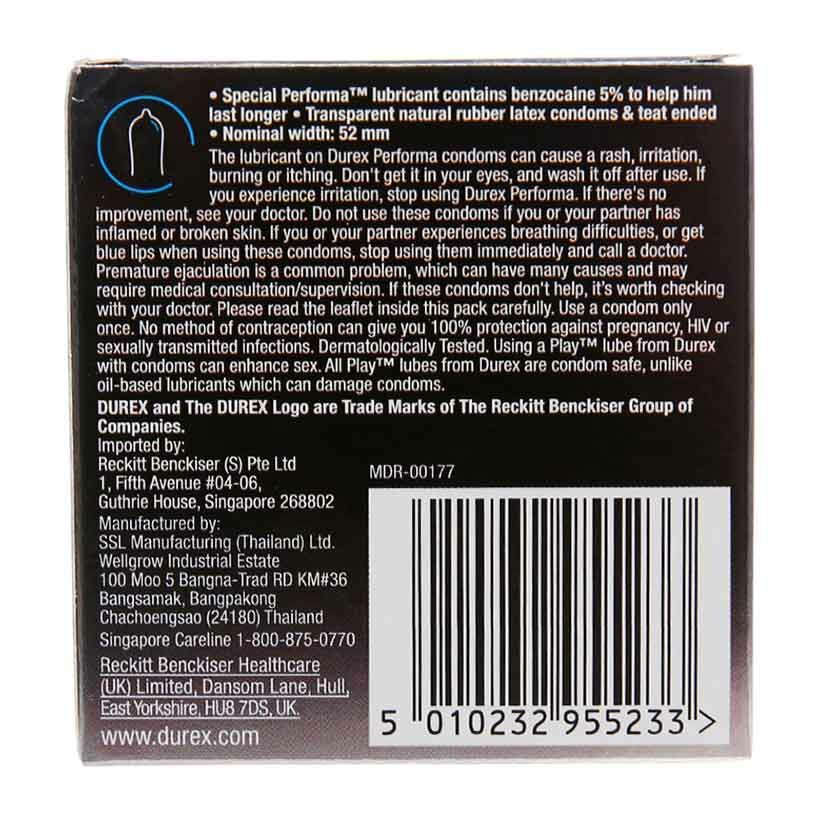 • Special Performa™ lubricant contains benzocaine 5% to help him
last longer • Transparent natural rubber latex condoms & teat ended
• Nominal width: 52 mm
The lubricant on Durex Performa condoms can cause a rash, irritation,
burning or itching. Don't get it in your eyes, and wash it off after use. If
you experience irritation, stop using Durex Performa. If there's no
improvement, see your doctor. Do not use these condoms if you or your partner has
inflamed or broken skin. If you or your partner experiences breathing difficulties, or get
blue lips when using these condoms, stop using them immediately and call a doctor.
Premature ejaculation is a common problem, which can have many causes and may
require medical consultation/supervision. If these condoms don't help, it's worth checking
with your doctor. Please read the leaflet inside this pack carefully. Use a condom only
once. No method of contraception can give you 100% protection against pregnancy, HIV or
sexually transmitted infections. Dermatologically Tested. Using a Play™ lube from Durex
with condoms can enhance sex. All Play™ lubes from Durex are condom safe, unlike
oil-based lubricants which can damage condoms.
DUREX and The DUREX Logo are Trade Marks of The Reckitt Benckiser Group of
Companies.
Imported by:
Reckitt Benckiser (S) Pte Ltd
1, Fifth Avenue #04-06,
Guthrie House, Singapore 268802
Manufactured by:
SSL Manufacturing (Thailand) Ltd.
Wellgrow Industrial Estate
100 Moo 5 Bangna-Trad RD KM#36
Bangsamak, Bangpakong
Chachoengsao (24180) Thailand
Singapore Careline 1-800-875-0770
Reckitt Benckiser Healthcare
(UK) Limited, Dansom Lane, Hull,
East Yorkshire, HU8 7DS, UK.
www.durex.com
MDR-00177
5 010232 955233 >